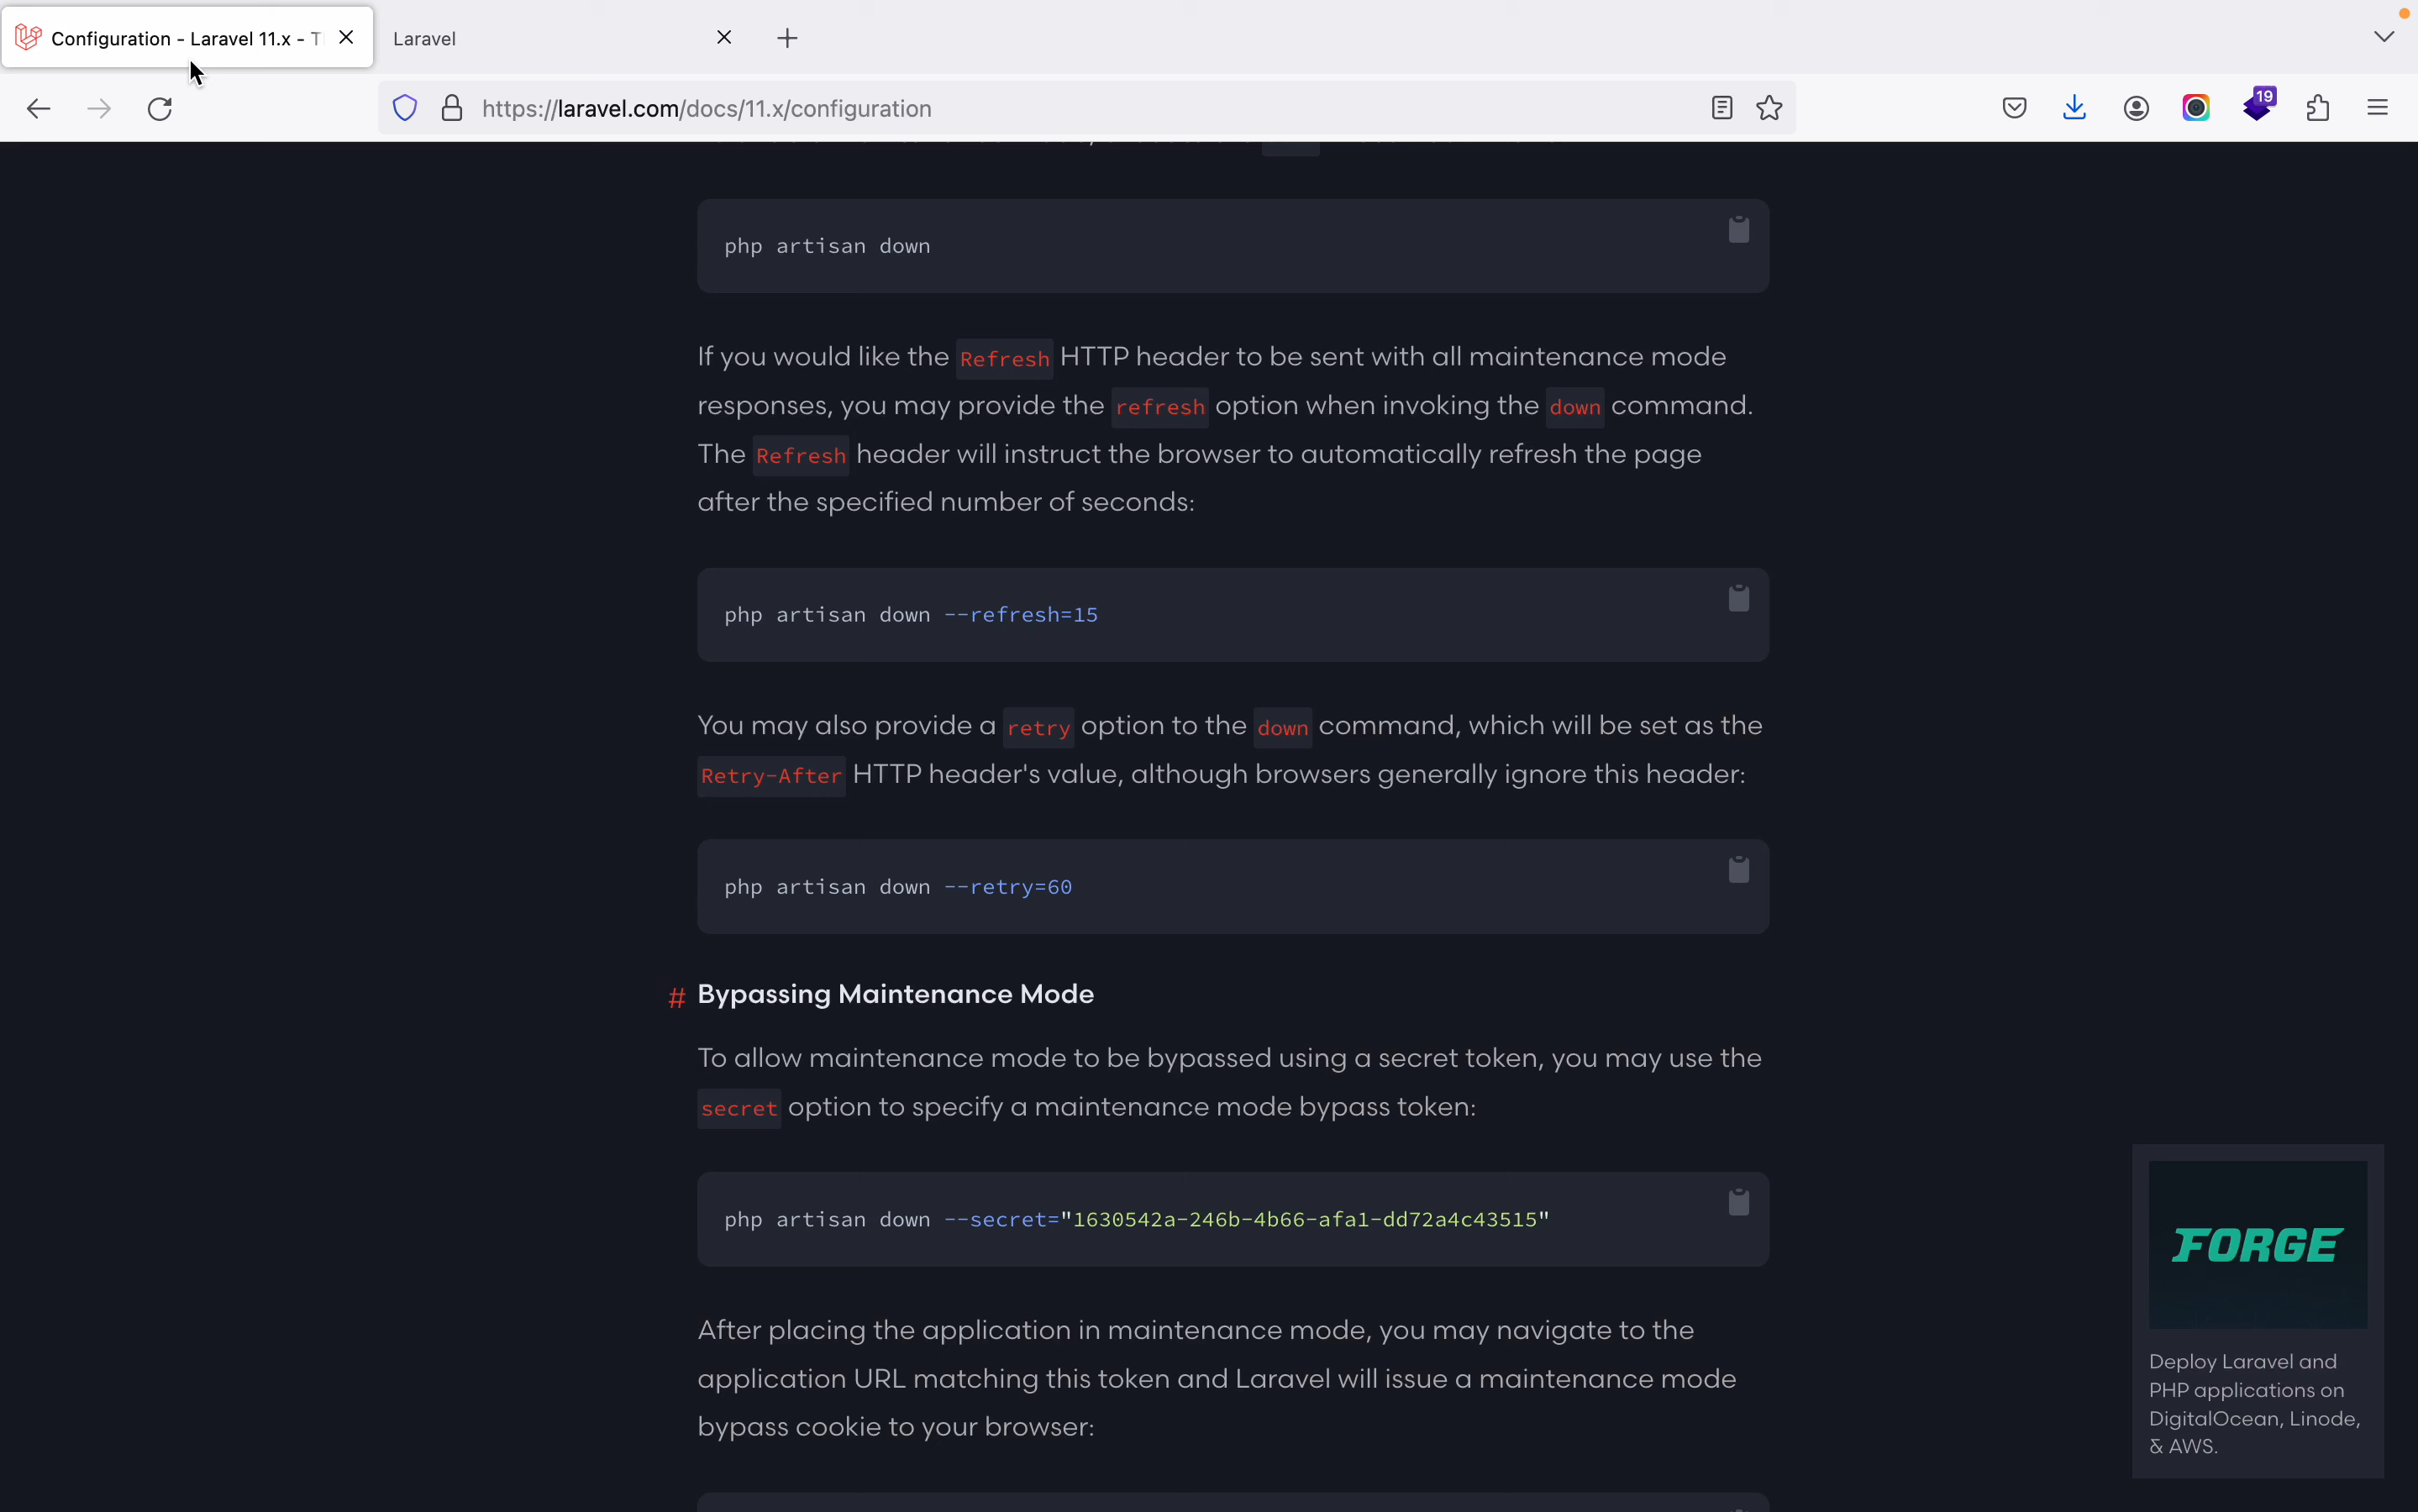 Configuration - Laravel 11.x - T
Laravel
https://laravel.com/docs/11.x/configuration
19
php artisan down
If you would like the Refresh HTTP header to be sent with all maintenance mode
responses, you may provide the refresh option when invoking the down command.
The Refresh header will instruct the browser to automatically refresh the page
after the specified number of seconds:
php artisan down --refresh=15
You may also provide a retry option to the down command, which will be set as the
Retry-After HTTP header's value, although browsers generally ignore this header:
php artisan down --retry=60
# Bypassing Maintenance Mode
To allow maintenance mode to be bypassed using a secret token, you may use the
secret option to specify a maintenance mode bypass token:
php artisan down --secret="1630542a-246b-4b66-afa1-dd72a4c43515"
After placing the application in maintenance mode, you may navigate to the
application URL matching this token and Laravel will issue a maintenance mode
bypass cookie to your browser:
FORGE
Deploy Laravel and
PHP applications on
DigitalOcean, Linode,
& AWS.